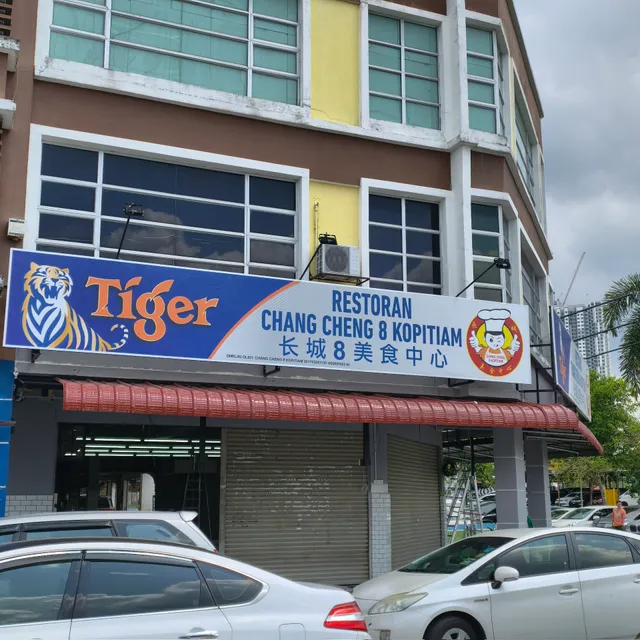 Tiger
RESTORAN
CHANG CHENG 8 KOPITIAM
长城8美食中心